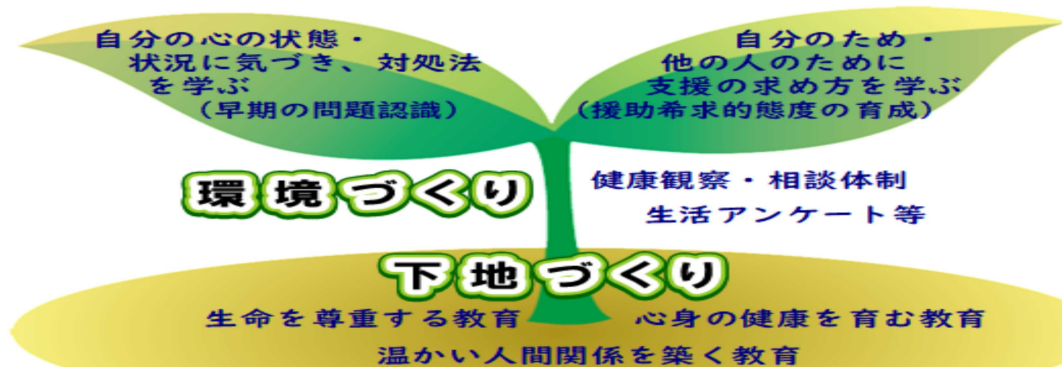 自分の心の状態・
状況に気づき、対処法
を学ぶ
(早期の問題認識)
自分のため・
他の人のために
支援の求め方を学ぶ
(援助希求的態度の育成)
環境づくり
健康観察・相談体制
生活アンケート等
下地づくり
生命を尊重する教育
心身の健康を育む教育
温かい人間関係を築く教育